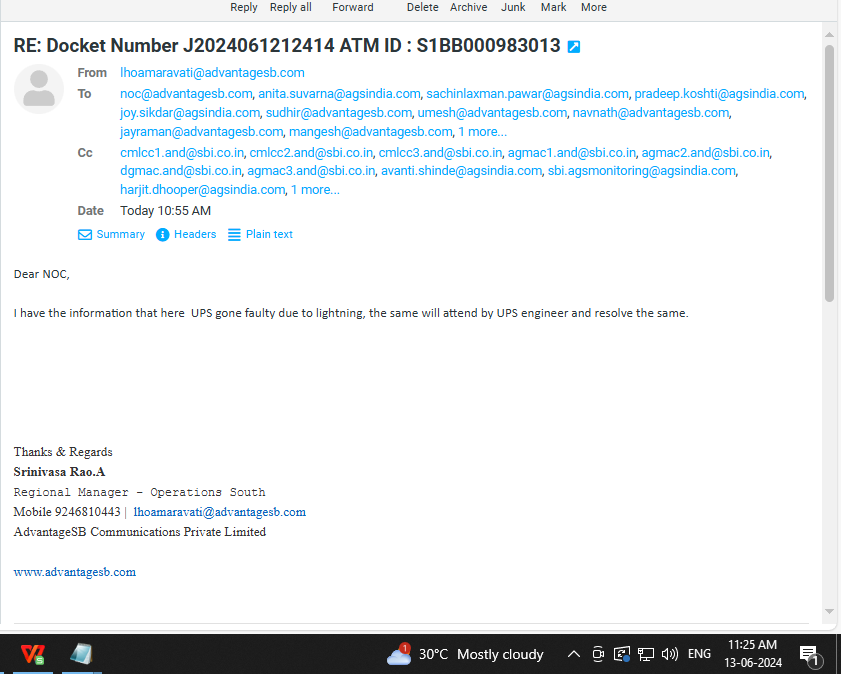 Reply Reply all Forward Delete Archive Junk Mark More
RE: Docket Number J2024061212414 ATM ID : S1BB000983013
From lhoamaravati@advantagesb.com
To noc@advantagesb.com, anita.suvarna@agsindia.com, sachinlaxman.pawar@agsindia.com, pradeep.koshti@agsindia.com,
joy.sikdar@agsindia.com, sudhir@advantagesb.com, umesh@advantagesb.com, navnath@advantagesb.com,
jayraman@advantagesb.com, mangesh@advantagesb.com, 1 more...
Cc cmlcc1.and@sbi.co.in, cmlcc2.and@sbi.co.in, cmlcc3.and@sbi.co.in, agmac1.and@sbi.co.in, agmac2.and@sbi.co.in,
dgmac.and@sbi.co.in, agmac3.and@sbi.co.in, avanti.shinde@agsindia.com, sbi.agsmonitoring@agsindia.com,
harjit.dhooper@agsindia.com, 1 more...
Date Today 10:55 AM
Summary Headers Plain text
Dear NOC,
I have the information that here UPS gone faulty due to lightning, the same will attend by UPS engineer and resolve the same.
Thanks & Regards
Srinivasa Rao.A
Regional Manager – Operations South
Mobile 9246810443 | lhoamaravati@advantagesb.com
AdvantageSB Communications Private Limited
www.advantagesb.com
1 30°C Mostly cloudy ENG 11:25 AM
13-06-2024 1